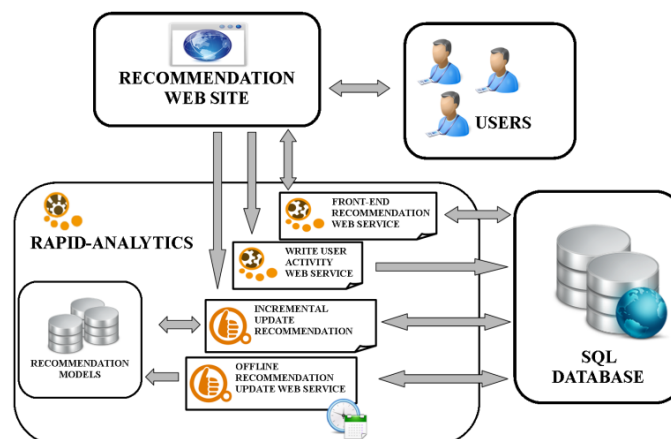 RECOMMENDATION
WEB SITE
USERS
RAPID-ANALYTICS
FRONT-END
RECOMMENDATION
WEB SERVICE
WRITE USER
ACTIVITY
WEB SERVICE
INCREMENTAL
UPDATE
RECOMMENDATION
RECOMMENDATION
MODELS
OFFLINE
RECOMMENDATION
UPDATE WEB SERVICE
SQL
DATABASE